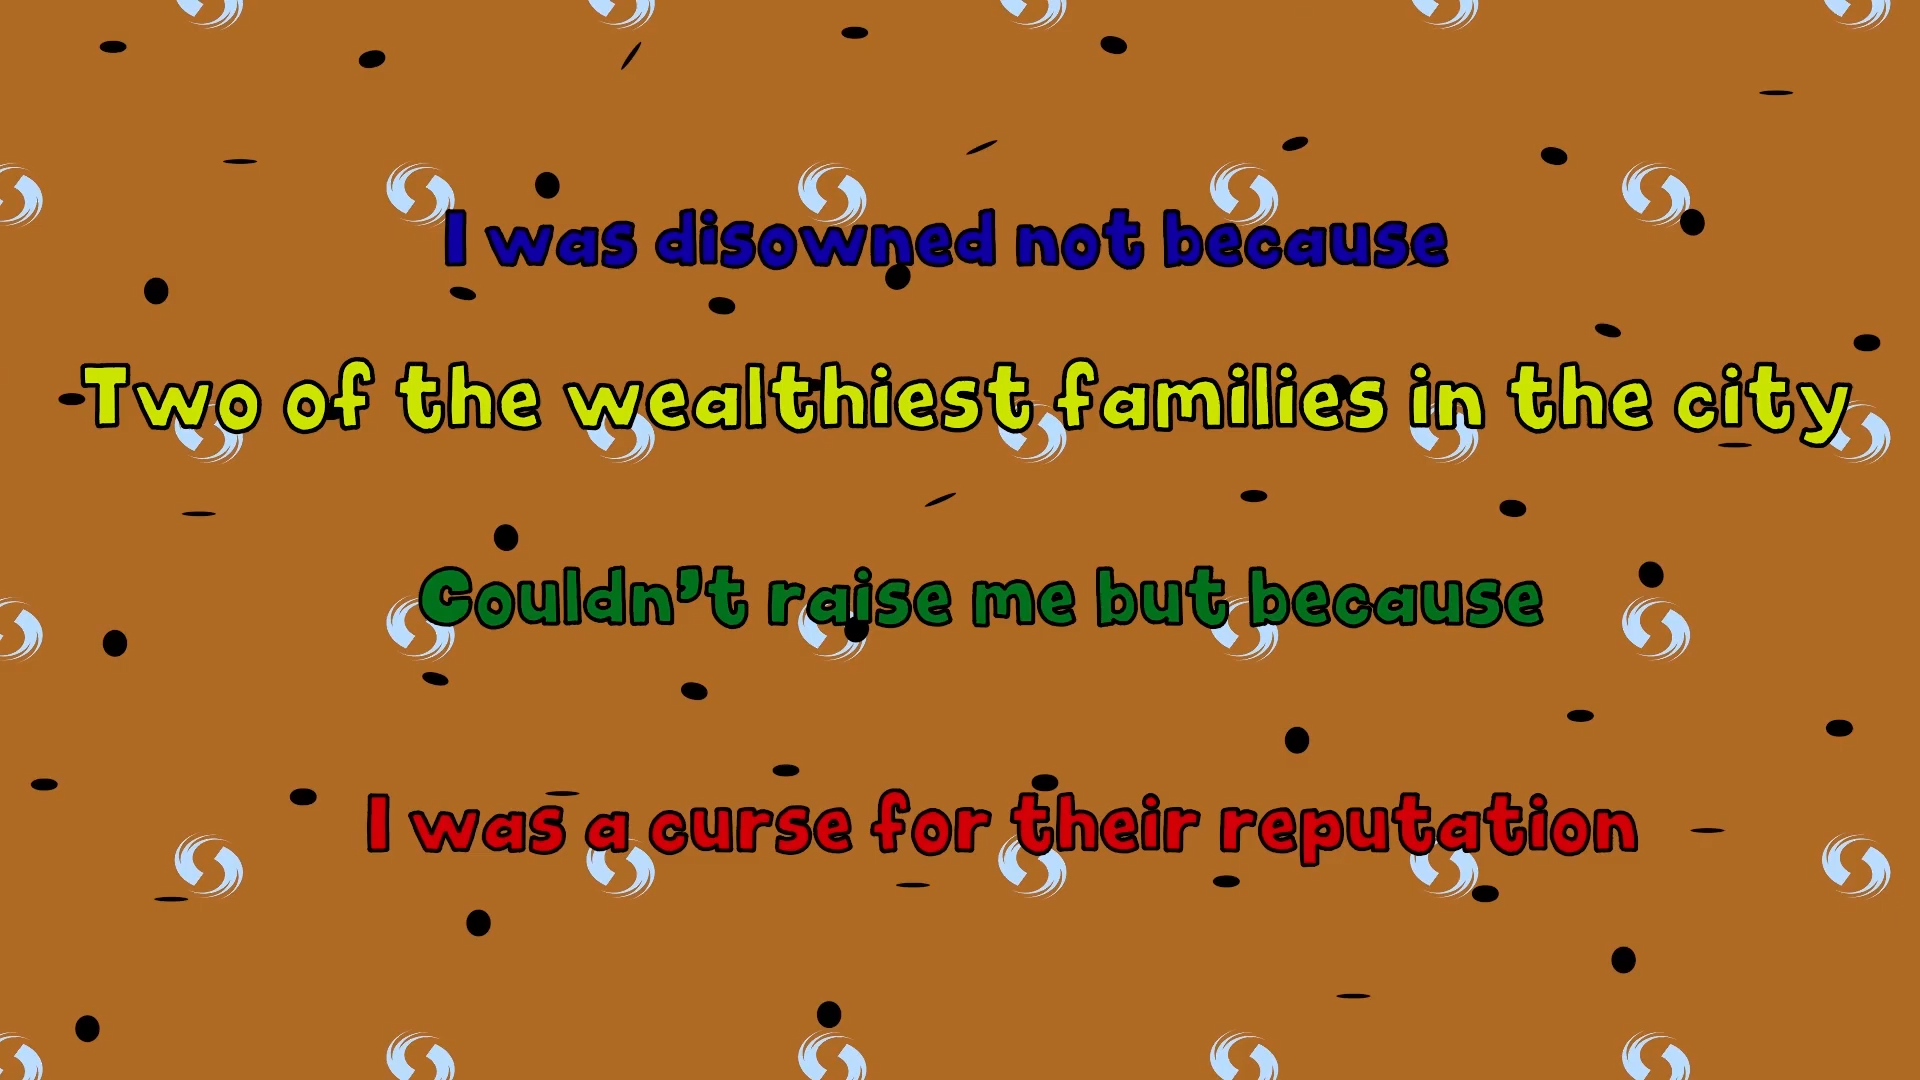 I was disowned not because
Two of the wealthiest families in the city
Couldn't raise me but because
I was a curse for their reputation